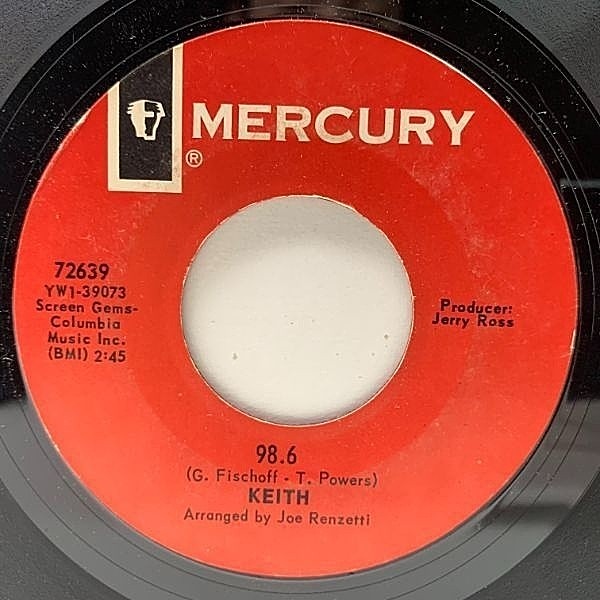 MERCURY
®
72639
YW1-39073
Screen Gems-
Columbia
Music Inc.
(BMI) 2:45
Producer:
Jerry Ross
98.6
(G. Fischoff - T. Powers)
KEITH
Arranged by Joe Renzetti